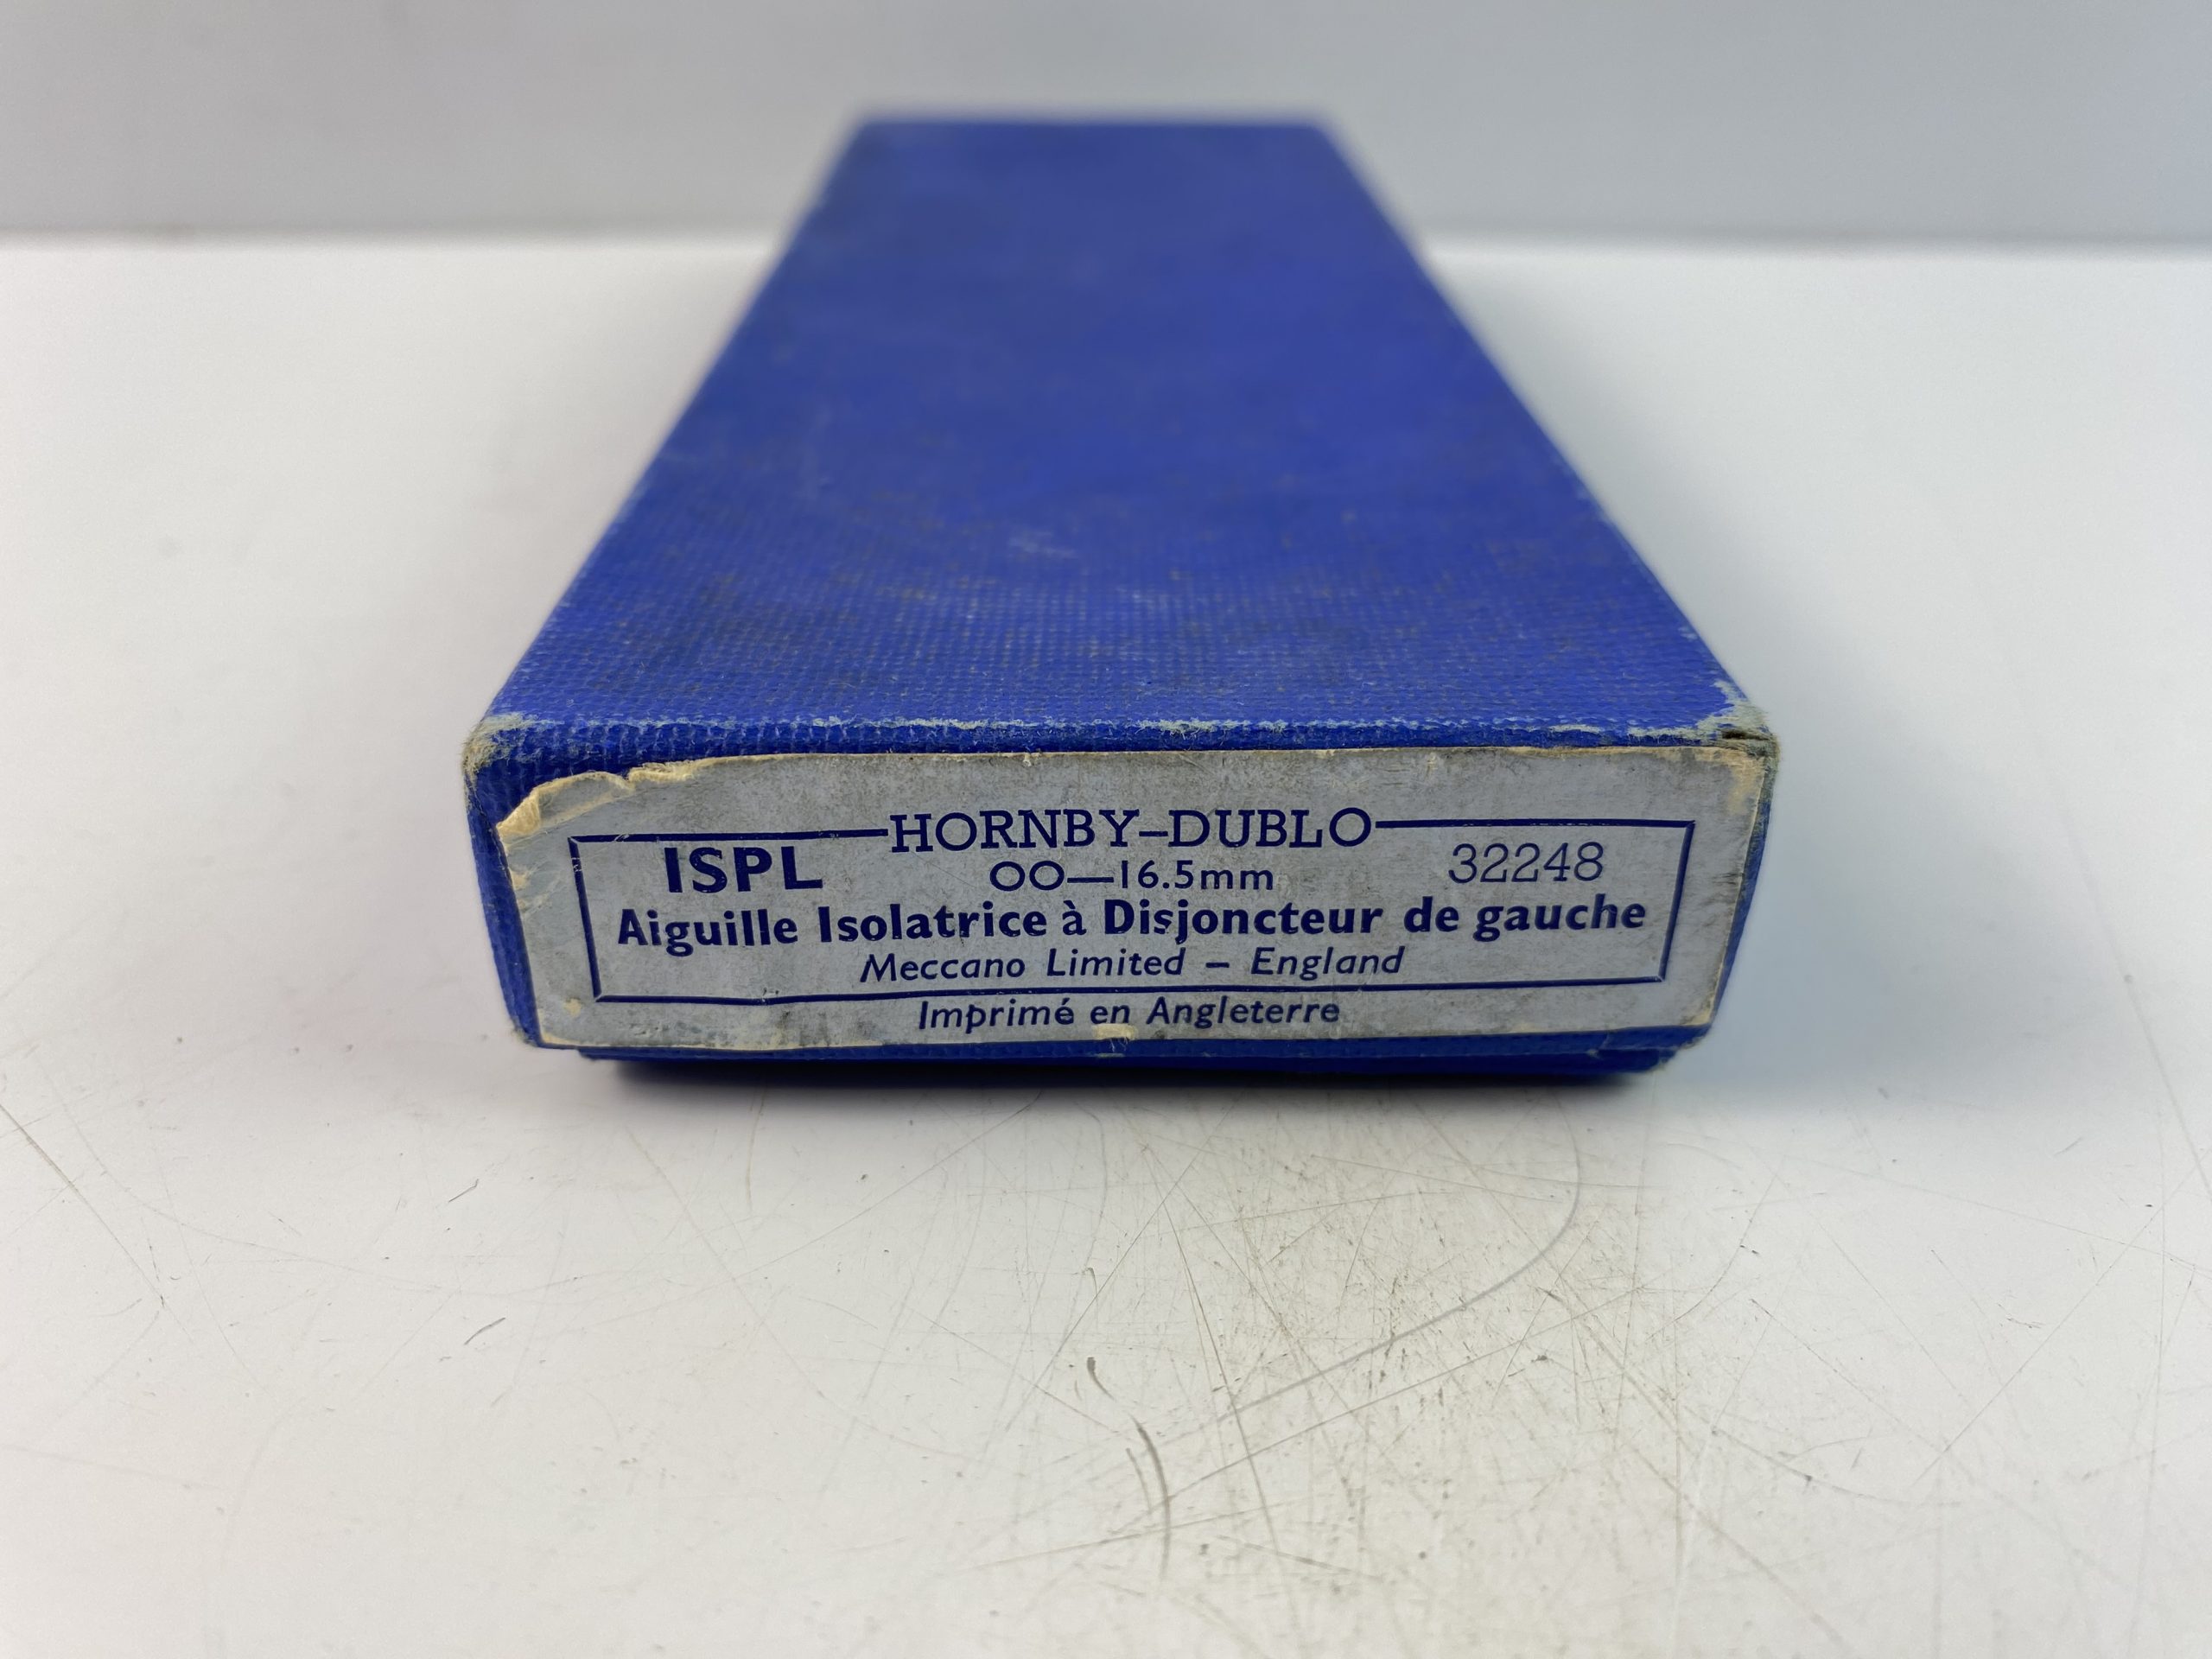 HORNBY–DUBLO
ISPL OO—16.5mm 32248
Aiguille Isolatrice à Disjoncteur de gauche
Meccano Limited – England
Imprimé en Angleterre